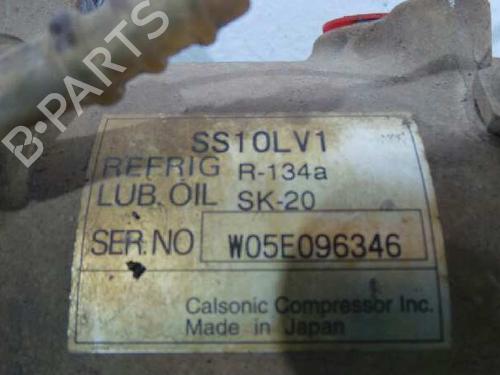 B-PARTS
SS10LV1
REFRIG R-134a
LUB. OIL SK-20
SER.NO W05E096346
Calsonic Compressor Inc.
Made in Japan